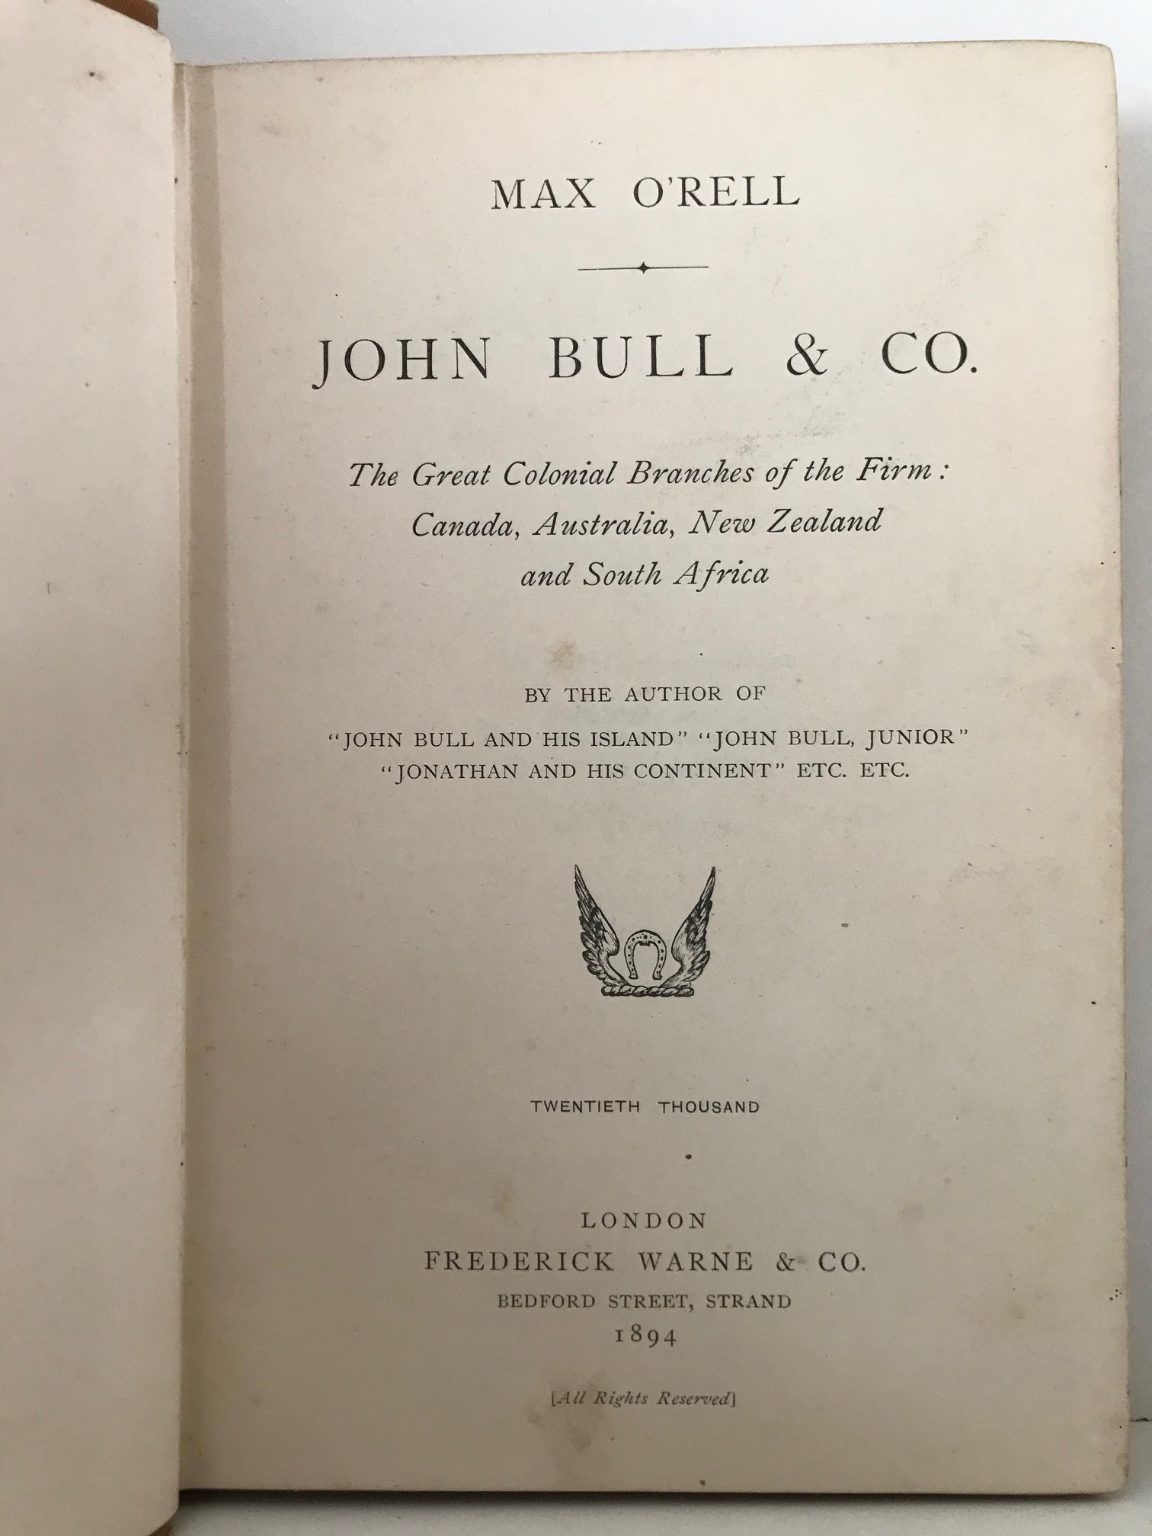 MAX O'RELL
JOHN BULL & CO.
The Great Colonial Branches of the Firm:
Canada, Australia, New Zealand
and South Africa
BY THE AUTHOR OF
"JOHN BULL AND HIS ISLAND" "JOHN BULL, JUNIOR"
"JONATHAN AND HIS CONTINENT" ETC. ETC.
TWENTIETH THOUSAND
LONDON
FREDERICK WARNE & CO.
BEDFORD STREET, STRAND
1894
[All Rights Reserved]